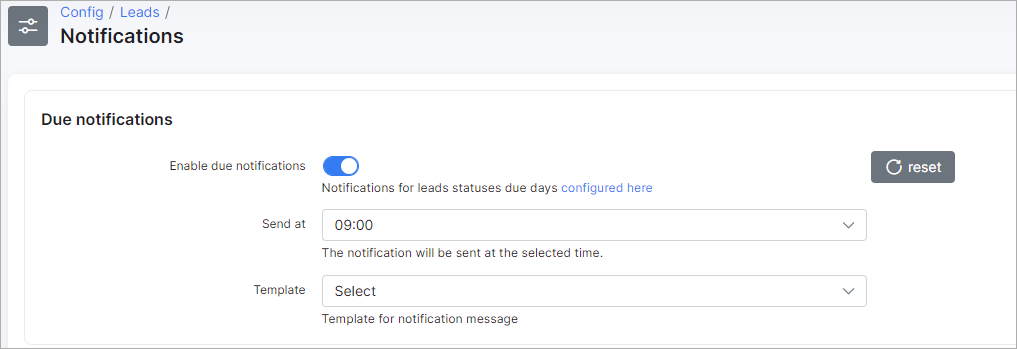 Config / Leads /
Notifications
Due notifications
Enable due notifications
reset
Notifications for leads statuses due days configured here
Send at 09:00
The notification will be sent at the selected time.
Template Select
Template for notification message